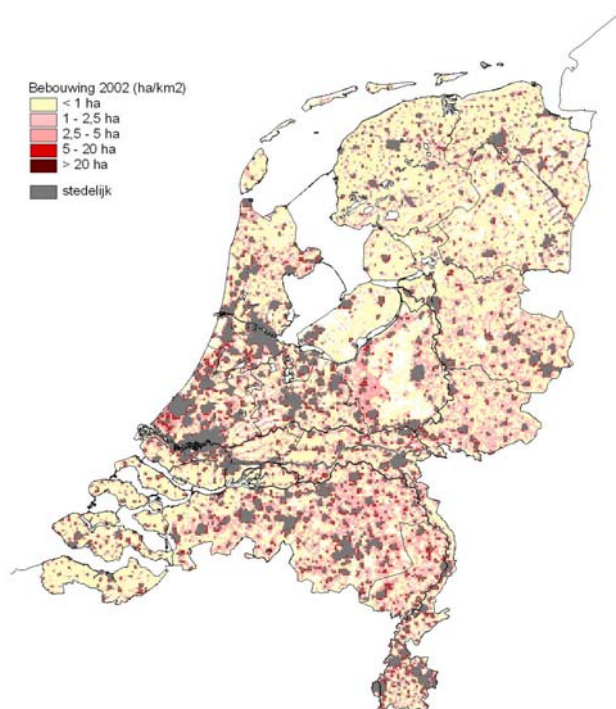 Bebouwing 2002 (ha/km2)
< 1 ha
1 - 2,5 ha
2,5 - 5 ha
5 - 20 ha
> 20 ha
stedelijk